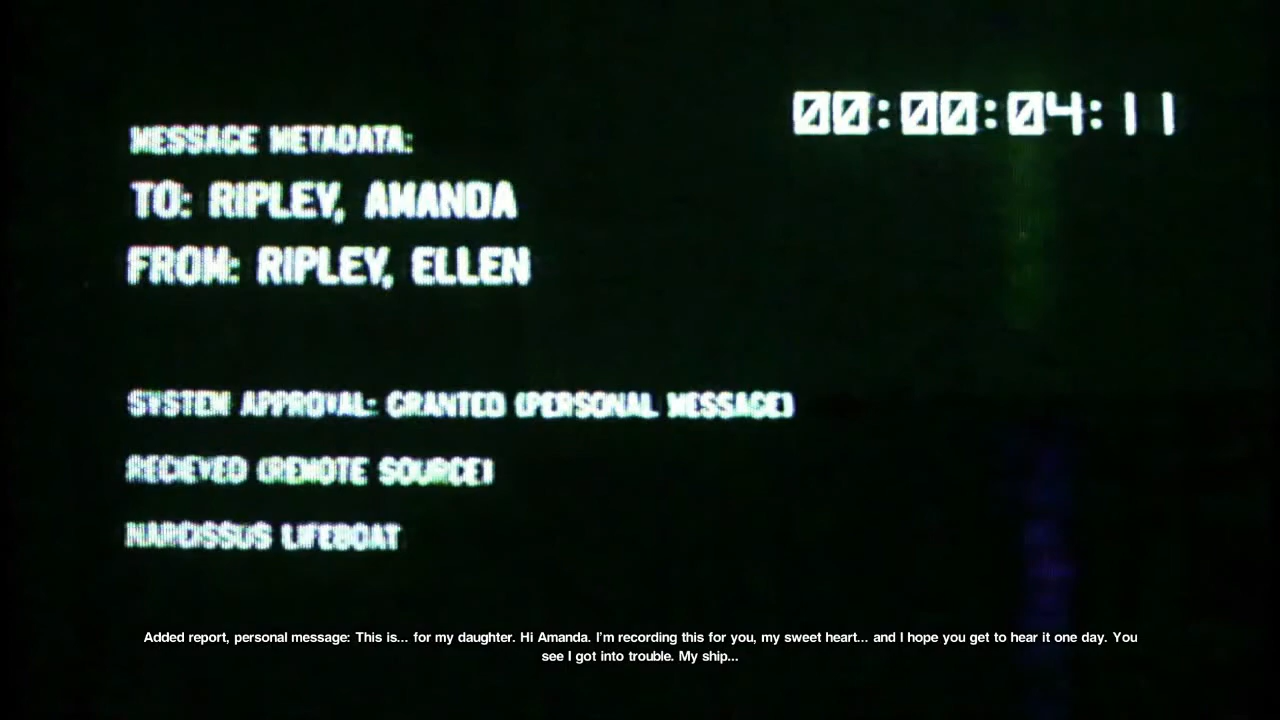 00:00:04:11
MESSAGE METADATA:
TO: RIPLEY, AMANDA
FROM: RIPLEY, ELLEN
SYSTEM APPROVAL: GRANTED (PERSONAL MESSAGE)
RECIEVED (REMOTE SOURCE)
NARCISSUS LIFEBOAT
Added report, personal message: This is... for my daughter. Hi Amanda. I'm recording this for you, my sweet heart... and I hope you get to hear it one day. You
see I got into trouble. My ship...